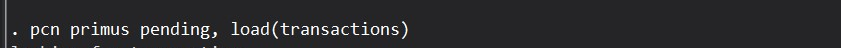 . pcn primus pending, load(transactions)